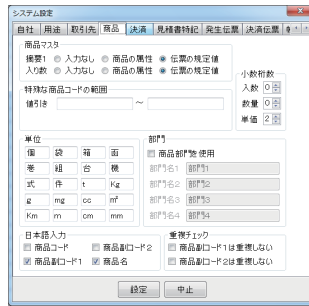 システム設定
自社 用途 取引先 商品 決済 見積書特記 発生伝票 決済伝票
商品マスタ
摘要1 入力なし 商品の属性 伝票の規定値
入り数 入力なし 商品の属性 伝票の規定値
特殊な商品コードの範囲
値引き ～
小数桁数
入数 0
数量 0
単価 2
単位
個 袋 箱 面
巻 組 台 機
式 件 t Kg
g mg cc m³
Km m cm mm
部門
商品部門を使用
部門名1 部門1
部門名2 部門2
部門名3 部門3
部門名4 部門4
日本語入力
商品コード 商品副コード2
商品副コード1 商品名
重複チェック
商品副コード1は重複しない
商品副コード2は重複しない
設定 中止